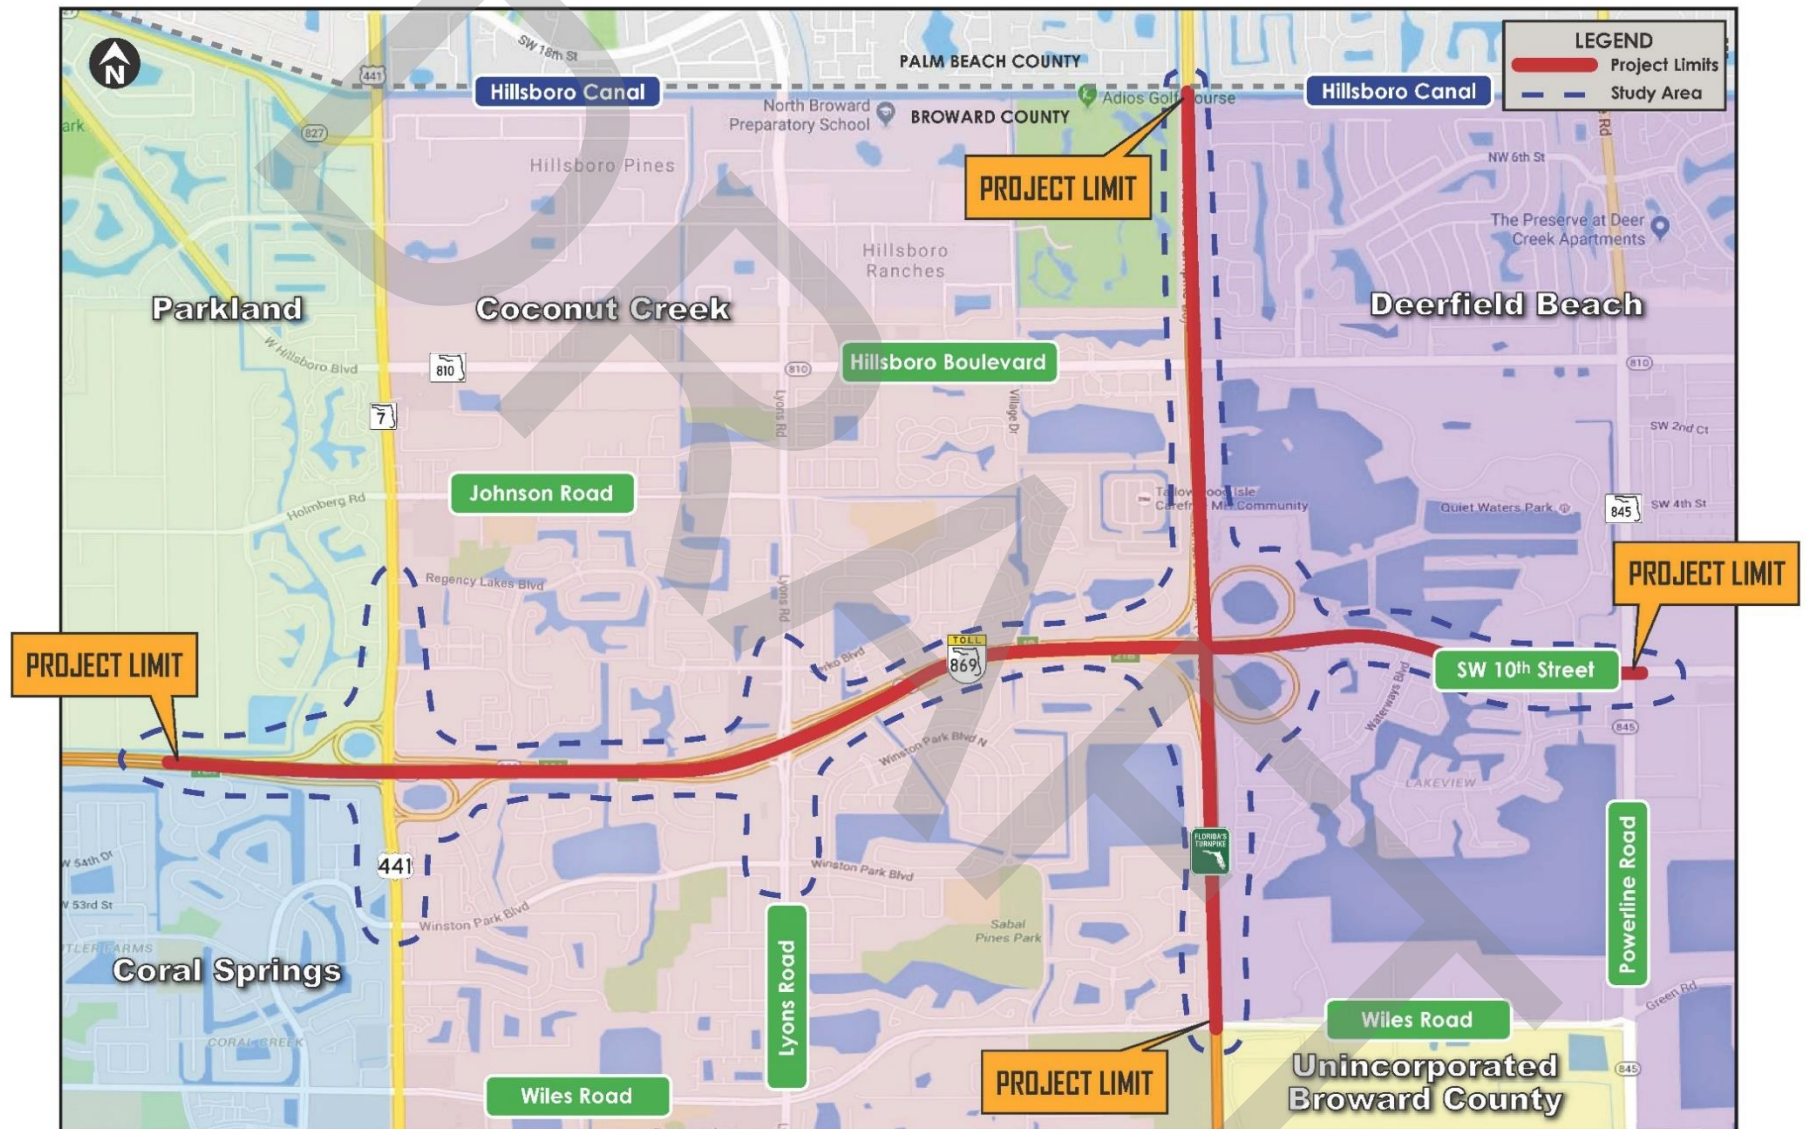 N
441
827
SW 18th St
Hillsboro Canal
PALM BEACH COUNTY
BROWARD COUNTY
North Broward
Preparatory School
Adios Golf Course
Hillsboro Canal
LEGEND
Project Limits
Study Area
Rd
ark
Hillsboro Pines
PROJECT LIMIT
NW 6th St
The Preserve at Deer
Creek Apartments
Hillsboro
Ranches
Parkland
Coconut Creek
Deerfield Beach
W Hillsboro Blvd
810
810
Hillsboro Boulevard
810
7
Lyons Rd
Village Dr
SW 2nd Ct
Johnson Road
Holmberg Rd
Quiet Waters Park
845
SW 4th St
PROJECT LIMIT
Regency Lakes Blvd
Lyons Rd
TOLL
869
SW 10th Street
PROJECT LIMIT
Waterways Blvd
845
Winston Park Blvd N
LAKEVIEW
FLORIDA'S
TURNPIKE
W 54th Dr
441
Winston Park Blvd
W 53rd St
Winston Park Blvd
Sabal
Pines Park
Powerline Road
Coral Springs
Lyons Road
Green Rd
Wiles Road
CORAL CREEK
PROJECT LIMIT
Unincorporated
Broward County
845
Wiles Road
DRAFT